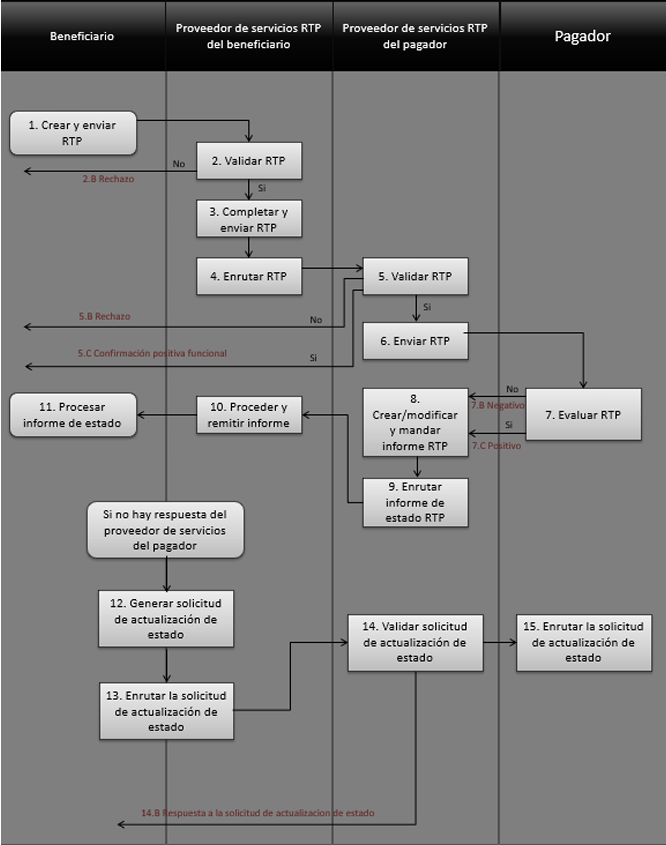 Beneficiario
Proveedor de servicios RTP
del beneficiario
Proveedor de servicios RTP
del pagador
Pagador
1. Crear y enviar
RTP
2. Validar RTP
No
2.B Rechazo
Si
3. Completar y
enviar RTP
4. Enrutar RTP
5. Validar RTP
5.B Rechazo
No
Si
6. Enviar RTP
5.C Confirmación positiva funcional
Si
7. Evaluar RTP
No
7.B Negativo
Si
7.C Positivo
8.
Crear/modificar
y mandar
informe RTP
10. Proceder y
remitir informe
11. Procesar
informe de estado
9. Enrutar
informe de
estado RTP
Si no hay respuesta del
proveedor de servicios
del pagador
12. Generar solicitud
de actualización de
estado
13. Enrutar la solicitud
de actualización de
estado
14. Validar solicitud
de actualización de
estado
15. Enrutar la solicitud
de actualización de
estado
14.B Respuesta a la solicitud de actualizacion de estado